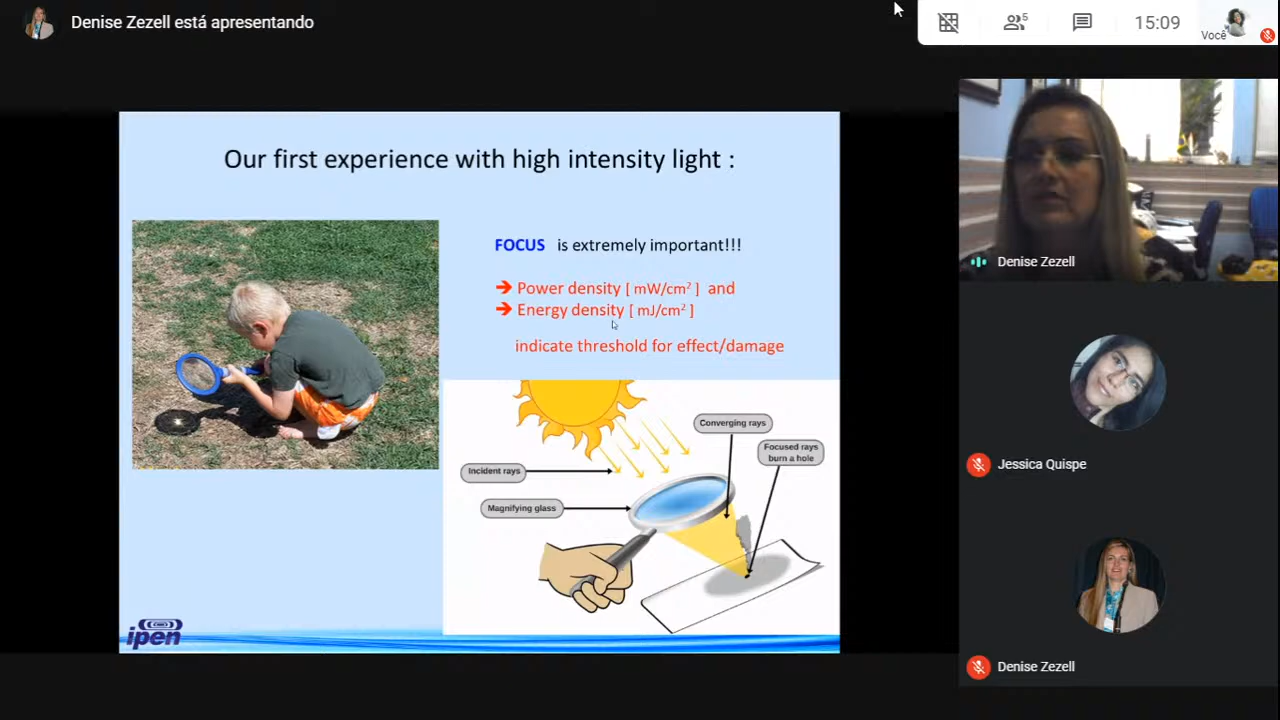 Denise Zezell está apresentando
5
15:09
Você
Our first experience with high intensity light :
FOCUS is extremely important!!!
➔ Power density [ mW/cm² ] and
➔ Energy density [ mJ/cm² ]
indicate threshold for effect/damage
Converging rays
Focused rays
burn a hole
Incident rays
Magnifying glass
ipen
Denise Zezell
Jessica Quispe
Denise Zezell